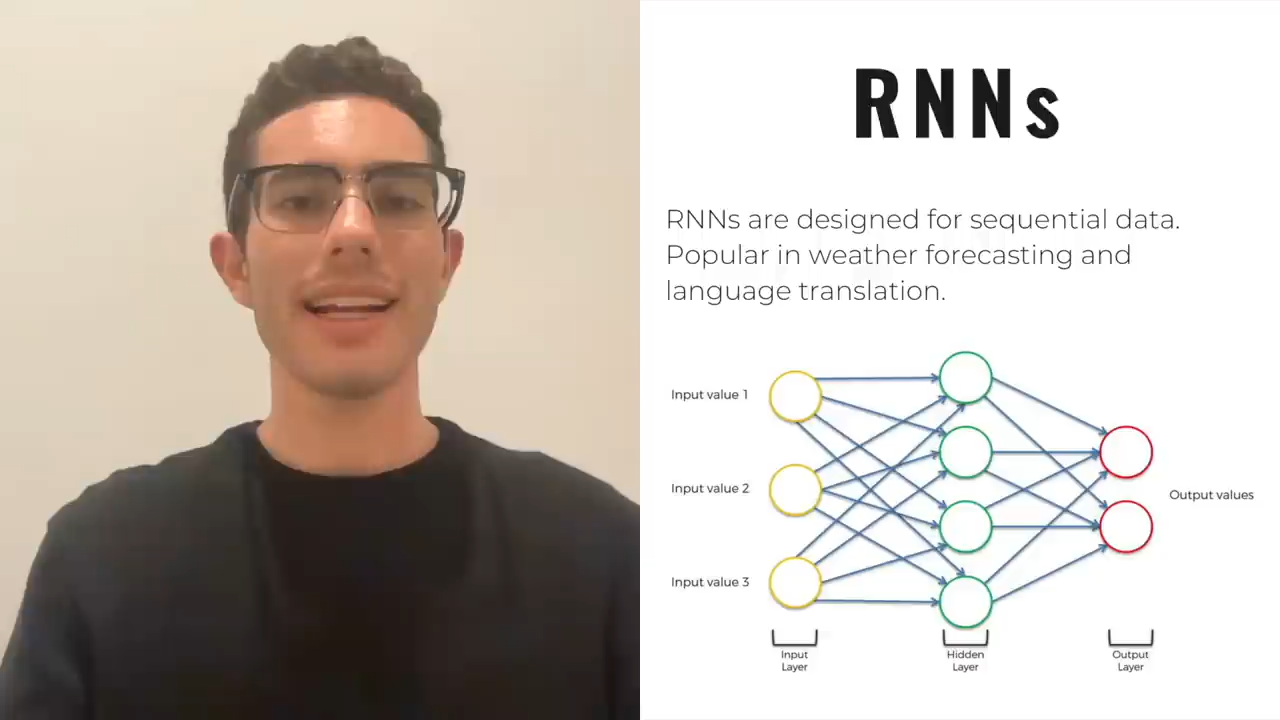 RNNs
RNNs are designed for sequential data.
Popular in weather forecasting and
language translation.
Input value 1
Input value 2
Output values
Input value 3
Input
Layer
Hidden
Layer
Output
Layer